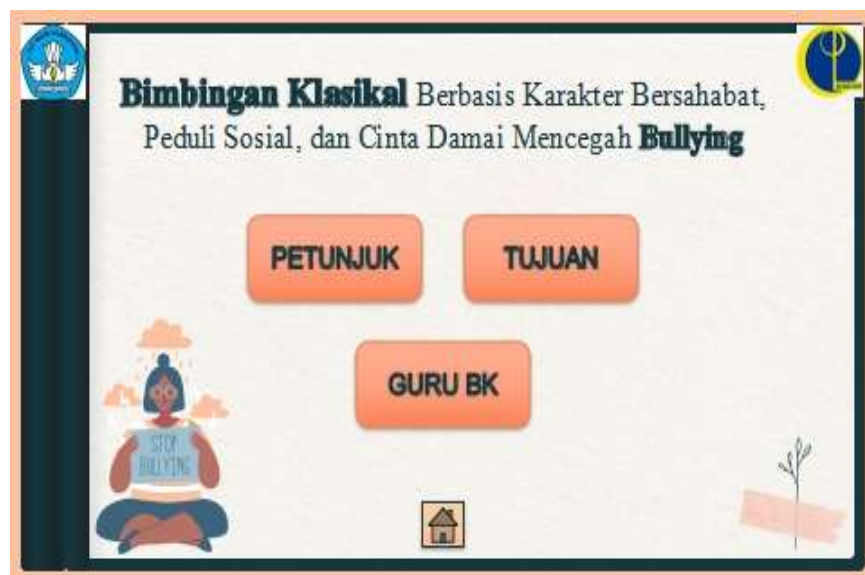 Bimbingan Klasikal Berbasis Karakter Bersahabat,
Peduli Sosial, dan Cinta Damai Mencegah Bullying
PETUNJUK
TUJUAN
GURU BK
STOP
BULLYING